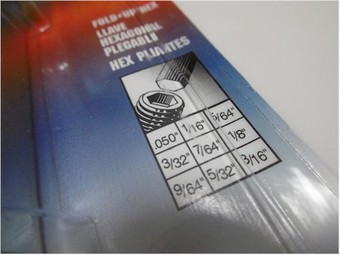 FOLD-UP HEX
LLAVE
HEXAGONAL
PLEGABLE
HEX PLIANTES
.050" 1/16" 5/64"
3/32" 7/64" 1/8"
9/64" 5/32" 3/16"